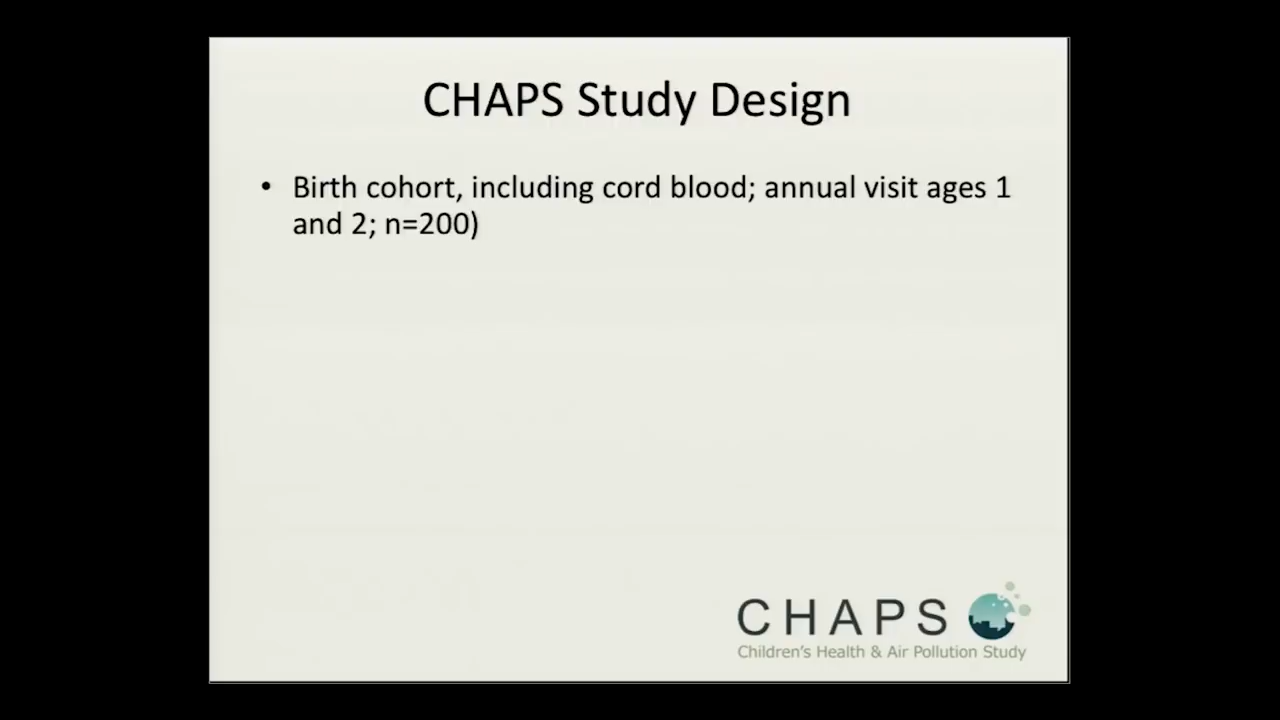 CHAPS Study Design
• Birth cohort, including cord blood; annual visit ages 1
and 2; n=200)
CHAPS
Children's Health & Air Pollution Study